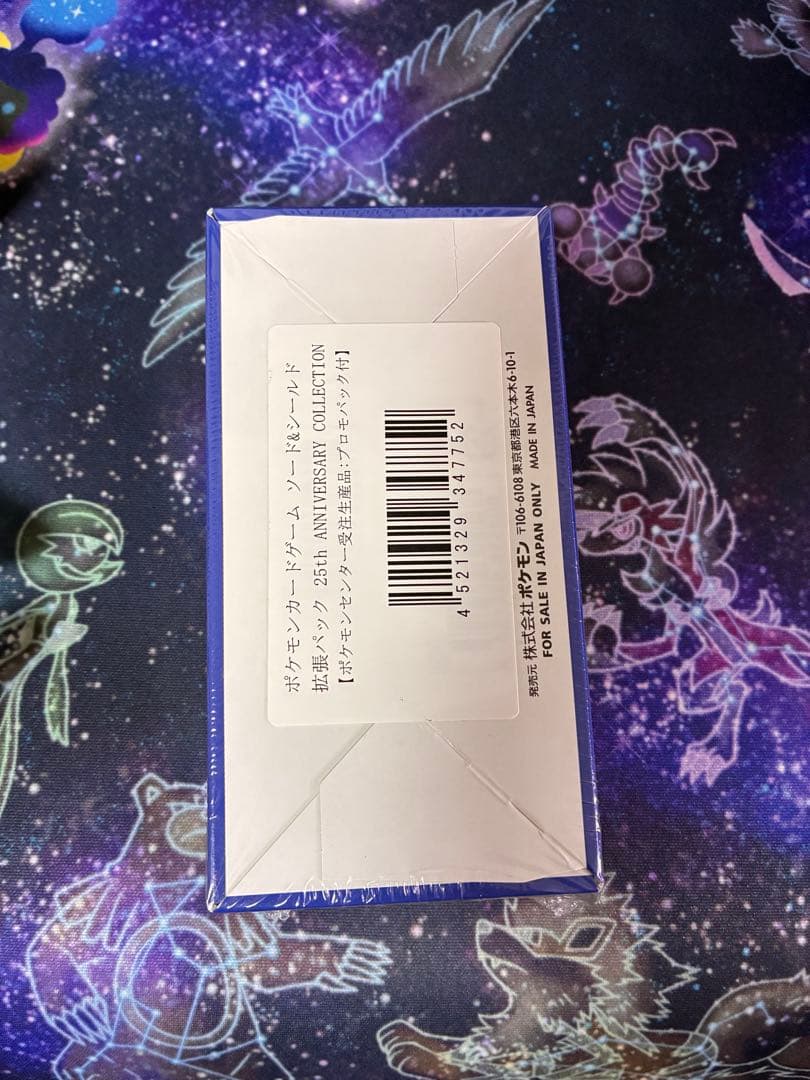 ポケモンカードゲーム ソード&シールド
拡張パック 25th ANNIVERSARY COLLECTION
【ポケモンセンター受注生産品:プロモパック付】
4 521329 347752
発売元 株式会社ポケモン 〒106-6108 東京都港区六本木6-10-1
FOR SALE IN JAPAN ONLY MADE IN JAPAN